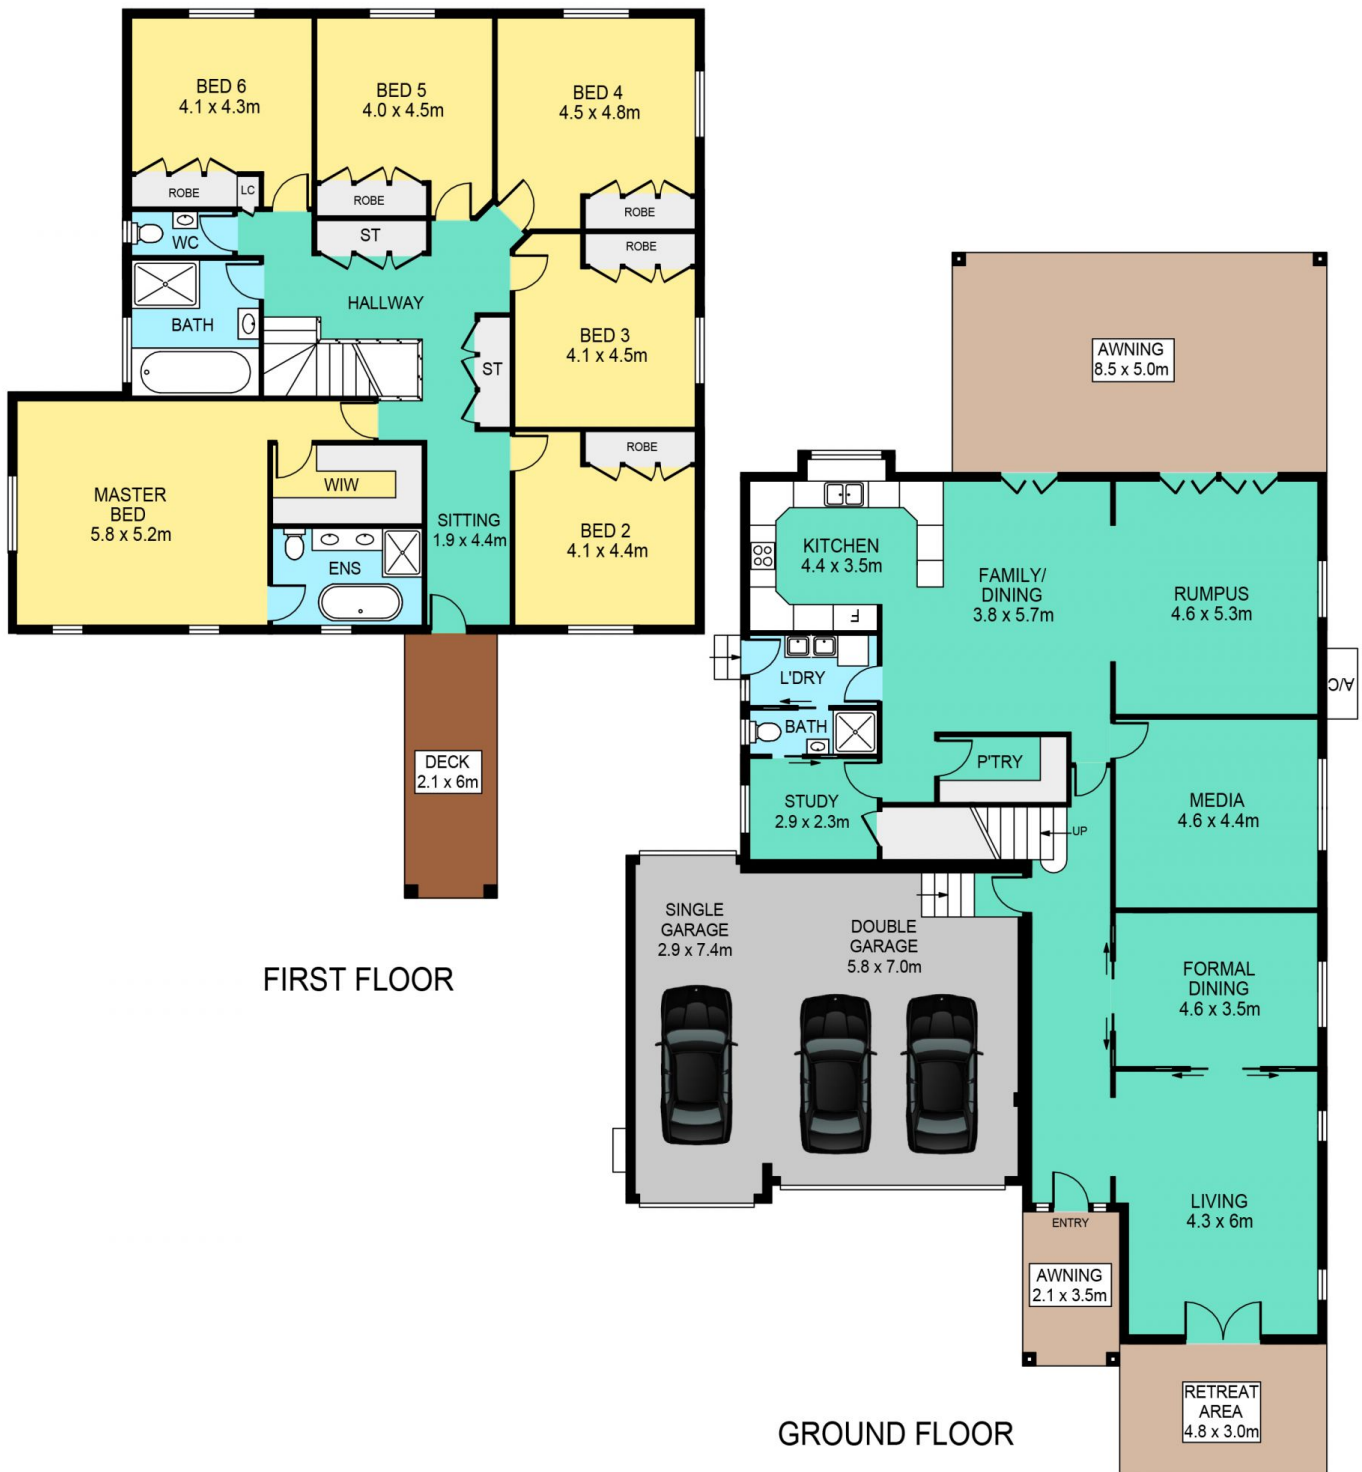 BED 6
4.1 x 4.3m
BED 5
4.0 x 4.5m
BED 4
4.5 x 4.8m
ROBE
LC
ROBE
ROBE
WC
ST
ROBE
HALLWAY
BATH
BED 3
4.1 x 4.5m
ST
ROBE
MASTER
BED
5.8 x 5.2m
WIW
SITTING
1.9 x 4.4m
BED 2
4.1 x 4.4m
ENS
DECK
2.1 x 6m
FIRST FLOOR
AWNING
8.5 x 5.0m
KITCHEN
4.4 x 3.5m
FAMILY/
DINING
3.8 x 5.7m
RUMPUS
4.6 x 5.3m
F
L'DRY
A/C
BATH
P'TRY
STUDY
2.9 x 2.3m
UP
MEDIA
4.6 x 4.4m
SINGLE
GARAGE
2.9 x 7.4m
DOUBLE
GARAGE
5.8 x 7.0m
FORMAL
DINING
4.6 x 3.5m
LIVING
4.3 x 6m
ENTRY
AWNING
2.1 x 3.5m
RETREAT
AREA
4.8 x 3.0m
GROUND FLOOR